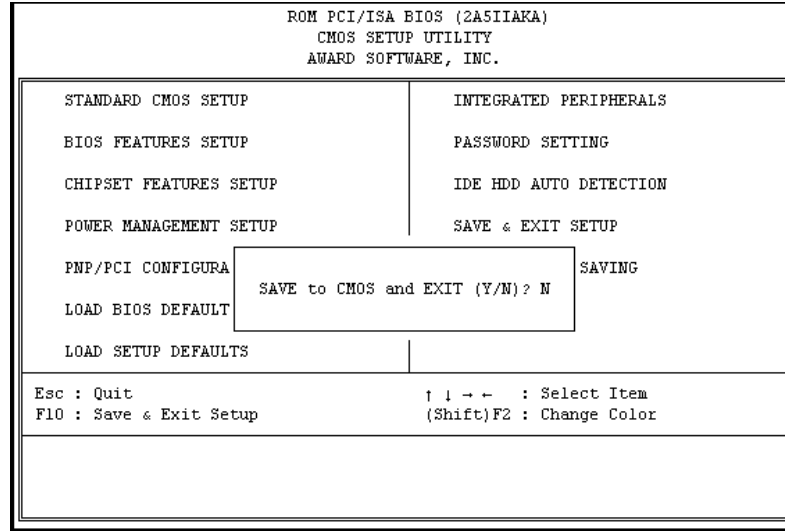 ROM PCI/ISA BIOS (2A5IIAKA)
CMOS SETUP UTILITY
AWARD SOFTWARE, INC.
STANDARD CMOS SETUP
BIOS FEATURES SETUP
CHIPSET FEATURES SETUP
POWER MANAGEMENT SETUP
PNP/PCI CONFIGURA
LOAD BIOS DEFAULT
LOAD SETUP DEFAULTS
INTEGRATED PERIPHERALS
PASSWORD SETTING
IDE HDD AUTO DETECTION
SAVE & EXIT SETUP
SAVING
SAVE to CMOS and EXIT (Y/N)? N
Esc : Quit
F10 : Save & Exit Setup
↑ ↓ → ← : Select Item
(Shift)F2 : Change Color